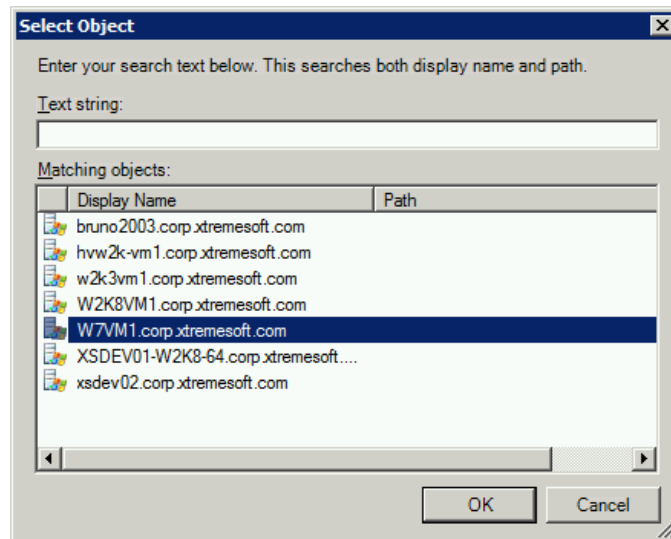 Select Object
Enter your search text below. This searches both display name and path.
Text string:
Matching objects:
Display Name Path
bruno2003.corp.xtremesoft.com
hvw2k-vm1.corp.xtremesoft.com
w2k3vm1.corp.xtremesoft.com
W2K8VM1.corp.xtremesoft.com
W7VM1.corp.xtremesoft.com
XSDEV01-W2K8-64.corp.xtremesoft....
xsdev02.corp.xtremesoft.com
OK Cancel